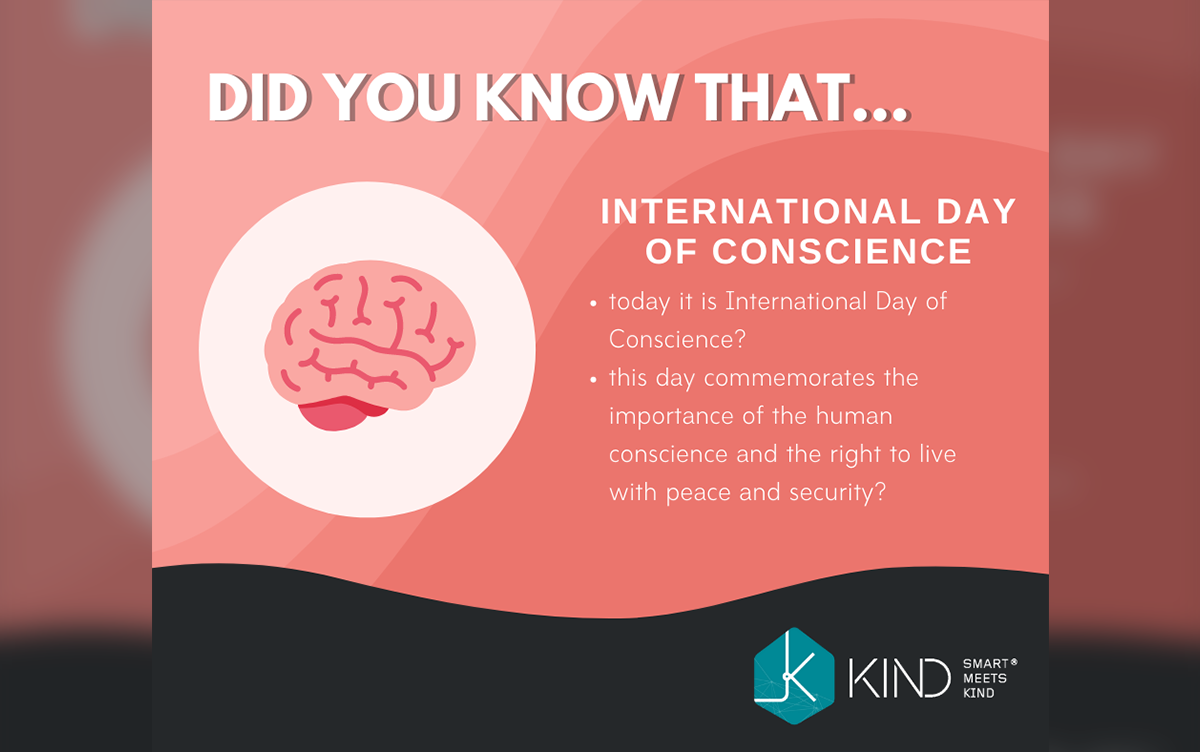 DID YOU KNOW THAT...
INTERNATIONAL DAY
OF CONSCIENCE
• today it is International Day of
Conscience?
• this day commemorates the
importance of the human
conscience and the right to live
with peace and security?
KIND
SMART®
MEETS
KIND